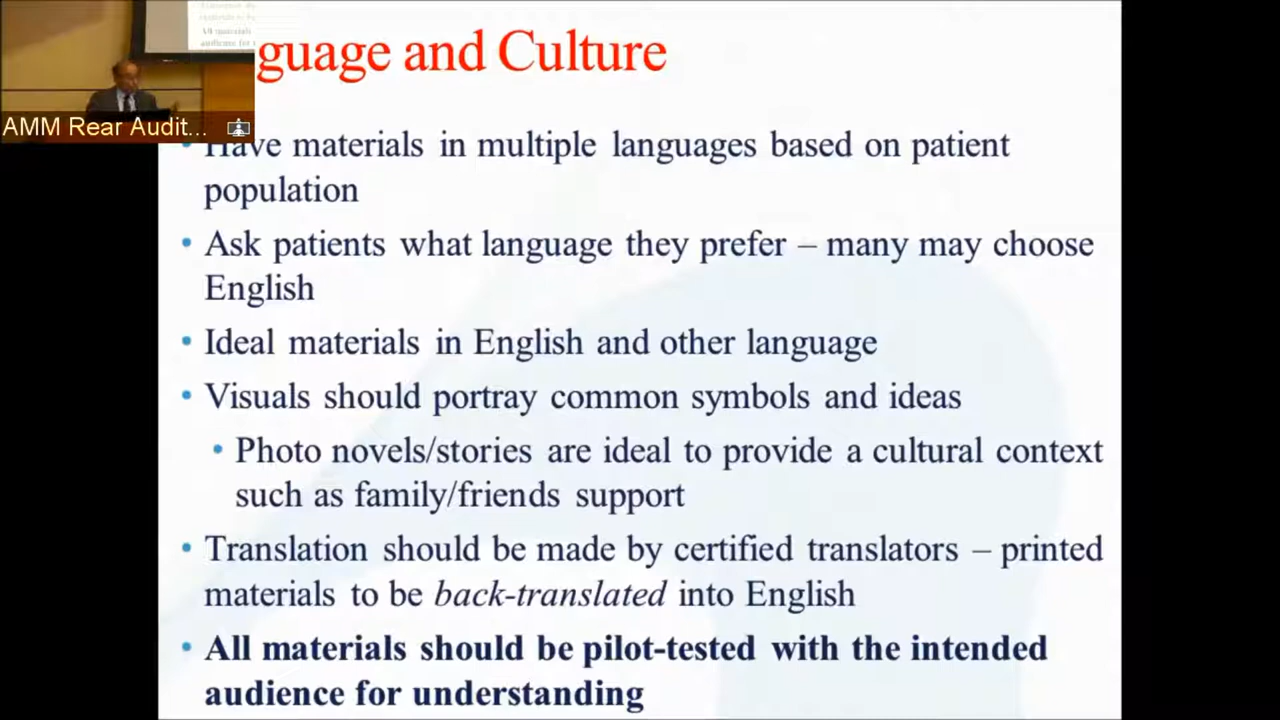 guage and Culture
AMM Rear Audit...
Have materials in multiple languages based on patient
population
• Ask patients what language they prefer – many may choose
English
• Ideal materials in English and other language
• Visuals should portray common symbols and ideas
• Photo novels/stories are ideal to provide a cultural context
such as family/friends support
• Translation should be made by certified translators – printed
materials to be back-translated into English
• All materials should be pilot-tested with the intended
audience for understanding